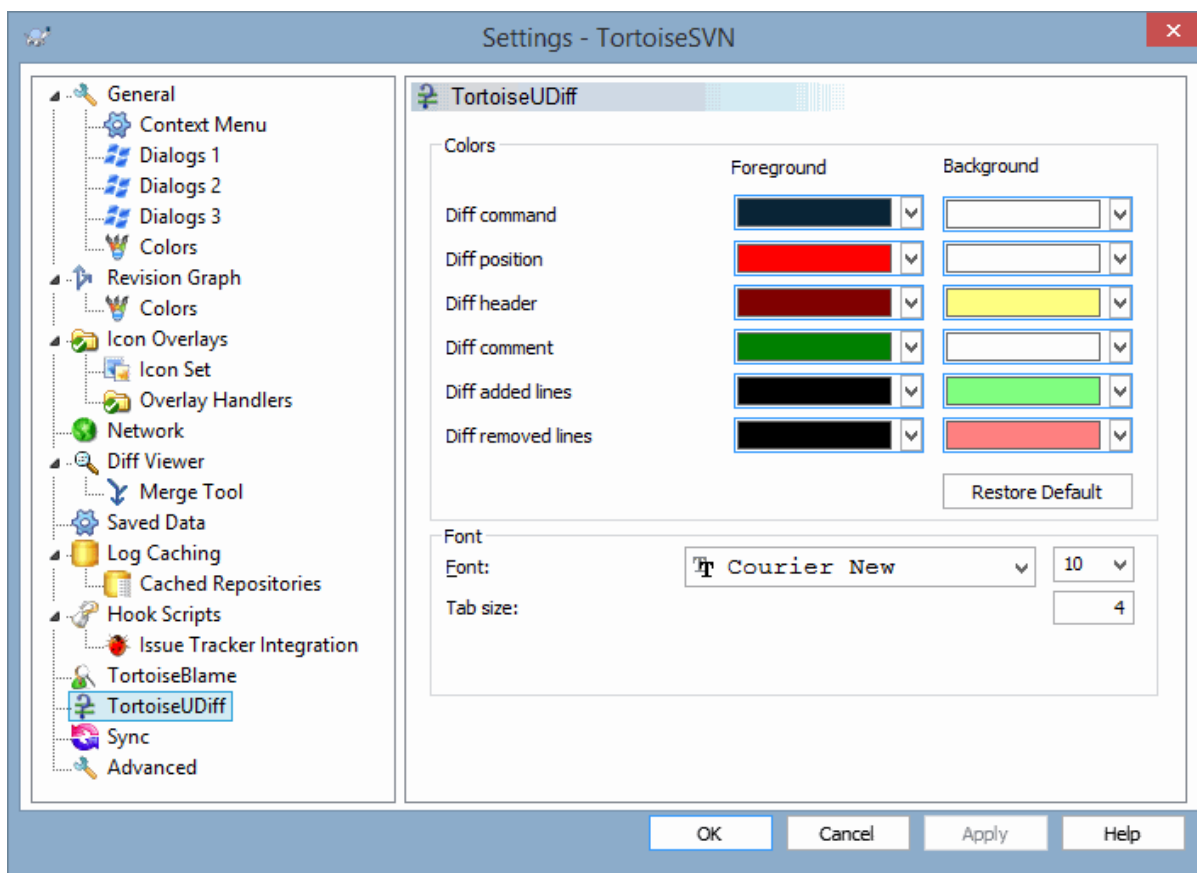 Settings - TortoiseSVN
General
Context Menu
Dialogs 1
Dialogs 2
Dialogs 3
Colors
Revision Graph
Colors
Icon Overlays
Icon Set
Overlay Handlers
Network
Diff Viewer
Merge Tool
Saved Data
Log Caching
Cached Repositories
Hook Scripts
Issue Tracker Integration
TortoiseBlame
TortoiseUDiff
Sync
Advanced
TortoiseUDiff
Colors
Foreground Background
Diff command
Diff position
Diff header
Diff comment
Diff added lines
Diff removed lines
Restore Default
Font
Font: Courier New 10
Tab size: 4
OK Cancel Apply Help